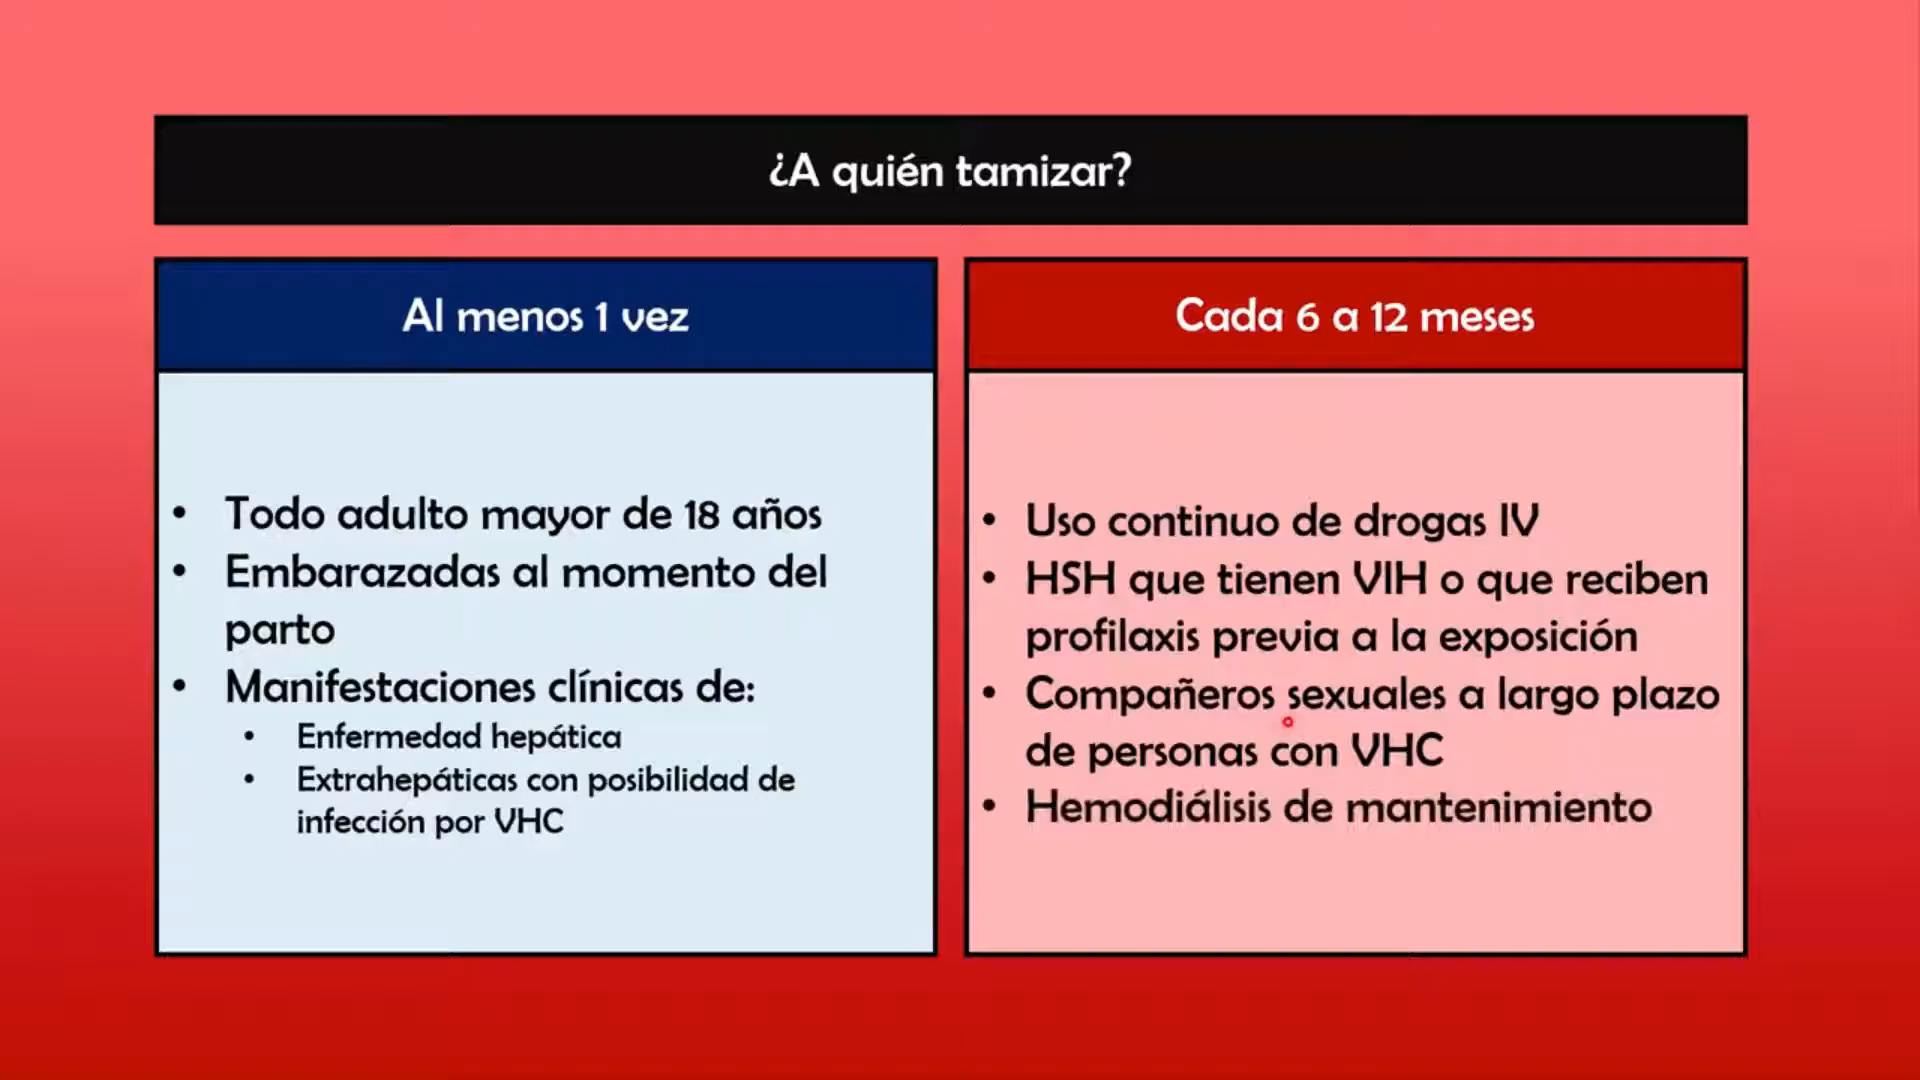 ¿A quién tamizar?
Al menos 1 vez
• Todo adulto mayor de 18 años
• Embarazadas al momento del
parto
• Manifestaciones clínicas de:
• Enfermedad hepática
• Extrahepáticas con posibilidad de
infección por VHC
Cada 6 a 12 meses
• Uso continuo de drogas IV
• HSH que tienen VIH o que reciben
profilaxis previa a la exposición
• Compañeros sexuales a largo plazo
de personas con VHC
• Hemodiálisis de mantenimiento